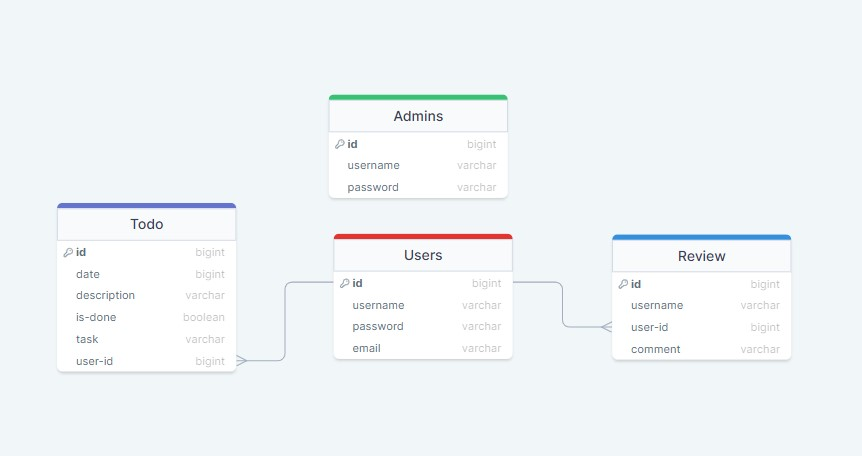 Admins
id bigint
username varchar
password varchar
Todo
id bigint
date bigint
description varchar
is-done boolean
task varchar
user-id bigint
Users
id bigint
username varchar
password varchar
email varchar
Review
id bigint
username varchar
user-id bigint
comment varchar